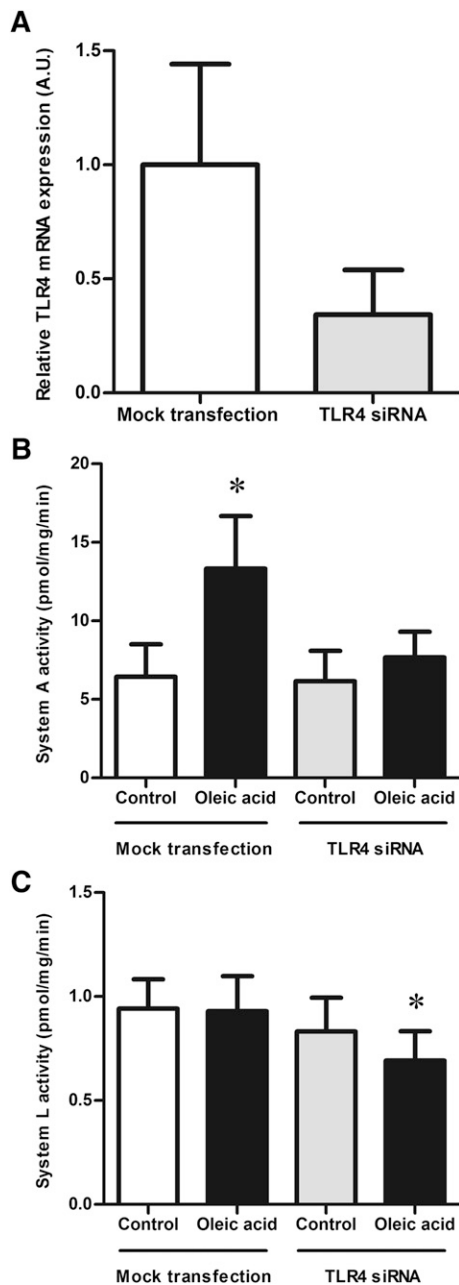 A
Relative TLR4 mRNA expression (A.U.)
1.5
1.0
0.5
0.0
Mock transfection TLR4 siRNA
B
System A activity (pmol/mg/min)
20
15
10
5
0
*
Control Oleic acid Control Oleic acid
Mock transfection TLR4 siRNA
C
System L activity (pmol/mg/min)
1.5
1.0
0.5
0.0
*
Control Oleic acid Control Oleic acid
Mock transfection TLR4 siRNA